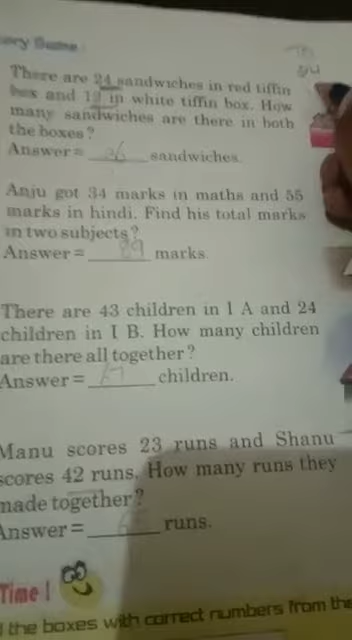 There are 24 sandwiches in red tiffin
box and 12 in white tiffin box. How
many sandwiches are there in both
the boxes?
Answer = 36 sandwiches.
Anju got 34 marks in maths and 55
marks in hindi. Find his total marks
in two subjects?
Answer = 89 marks.
There are 43 children in I A and 24
children in I B. How many children
are there all together?
Answer = children.
Manu scores 23 runs and Shanu
scores 42 runs. How many runs they
made together?
Answer = runs.
Time !
the boxes with correct numbers from the